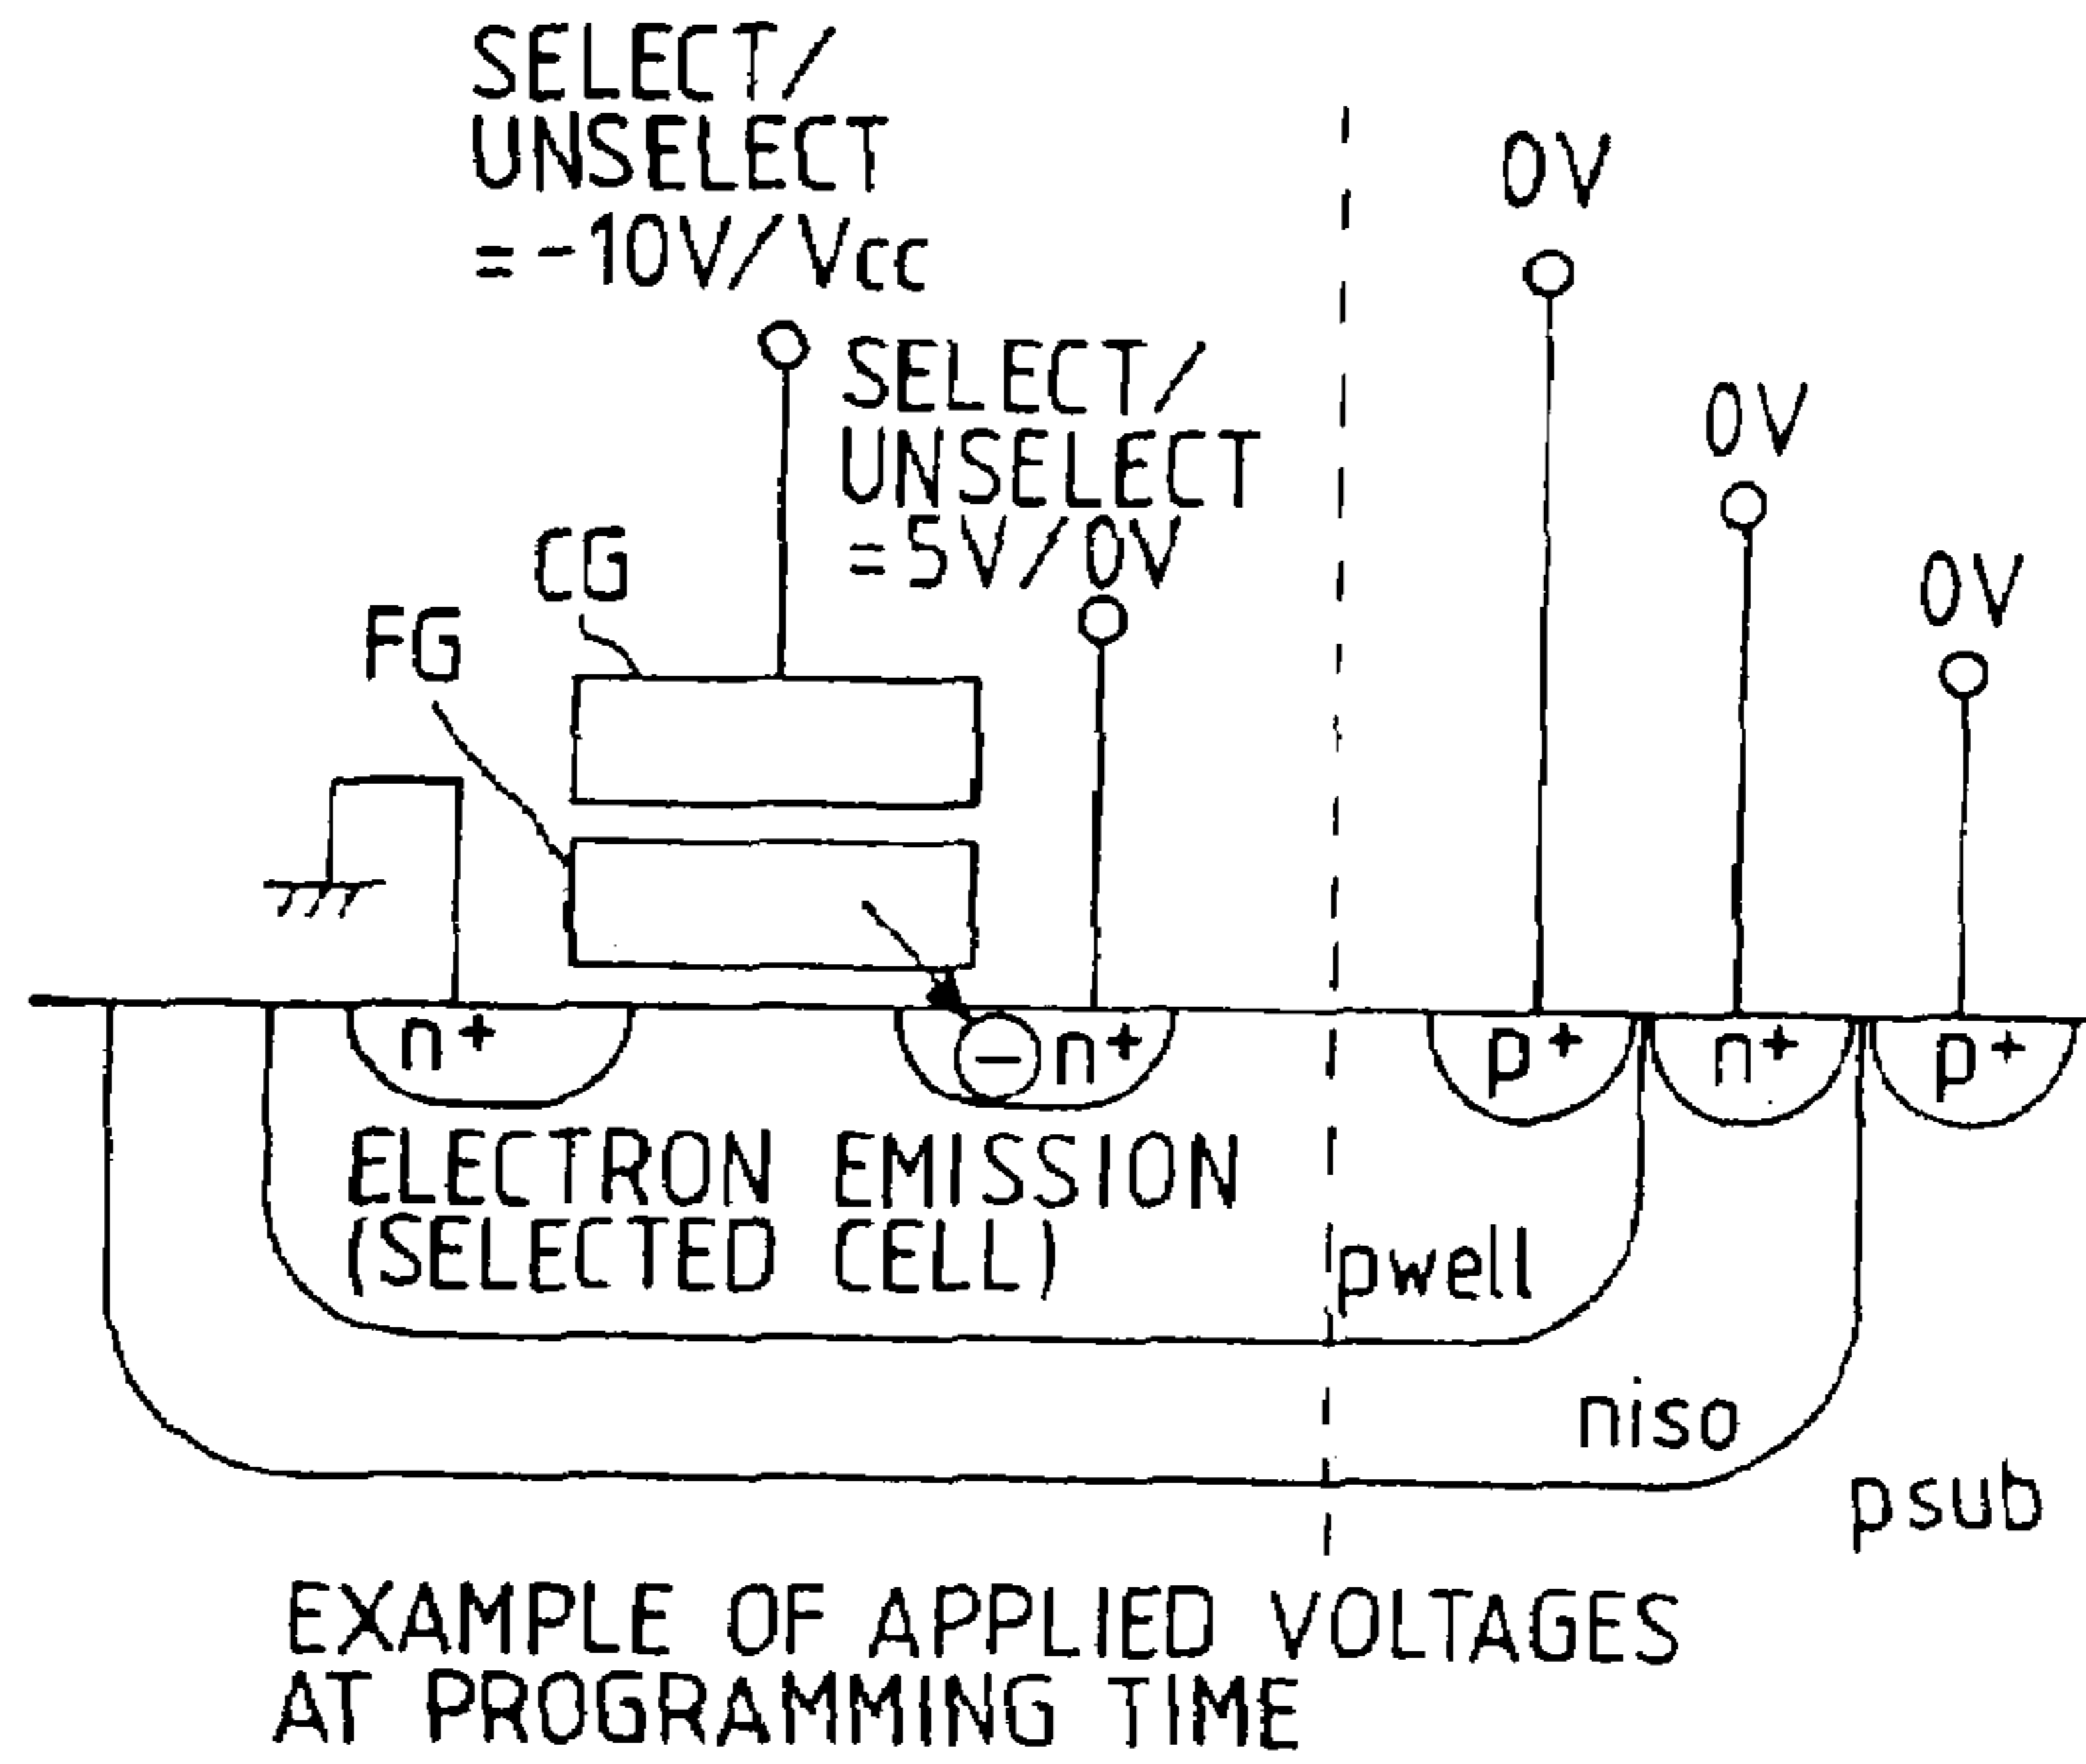 SELECT/
UNSELECT
=-10V/Vcc
0V
SELECT/
UNSELECT
=5V/0V
0V
CG
0V
FG
n+
- n+
p+
n+
p+
ELECTRON EMISSION
(SELECTED CELL)
pwell
niso
psub
EXAMPLE OF APPLIED VOLTAGES
AT PROGRAMMING TIME